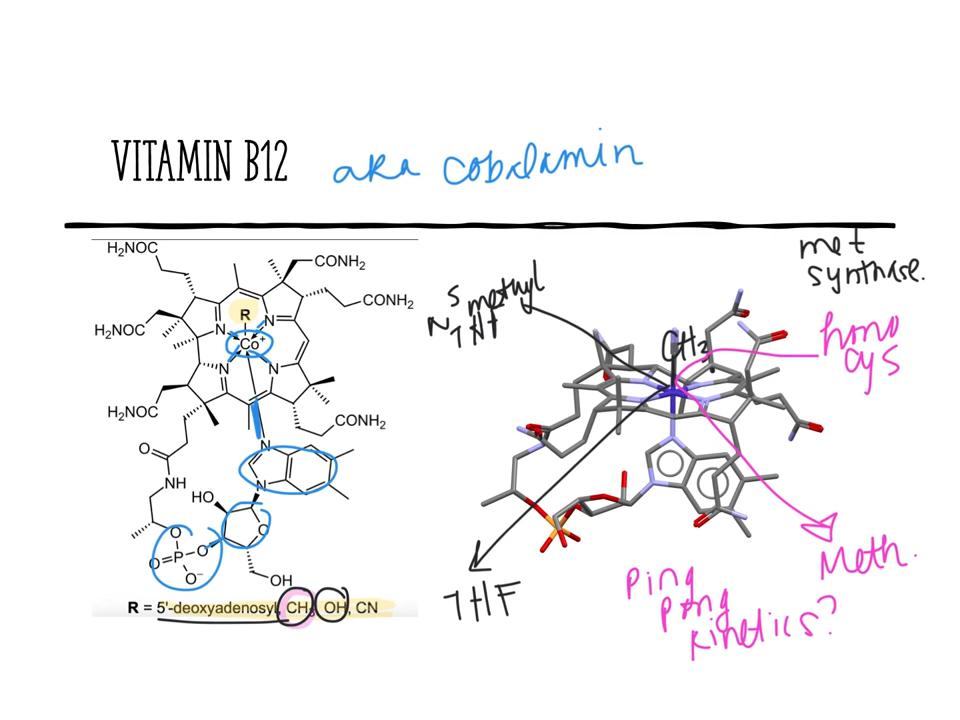 VITAMIN B12 aka cobalamin
H₂NOC
CONH₂
R
CONH₂
H₂NOC
N
N
Co⁺
N
N
H₂NOC
CONH₂
O
N
NH
N
HO
O
O
O
P
O
O⁻
OH
R = 5'-deoxyadenosyl, CH₃, OH, CN
met
synthase.
5 methyl
N THF
CH₃
homo
cys
THF
Meth.
Ping
pong
kinetics?